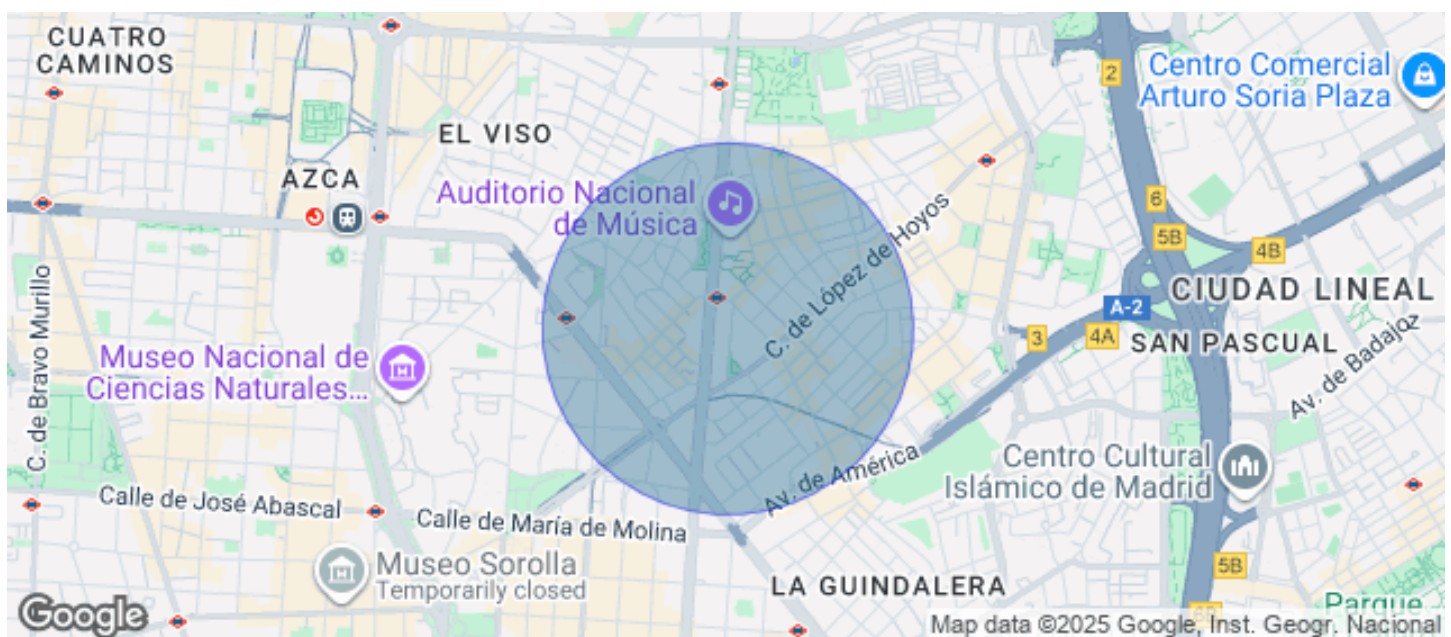 CUATRO
CAMINOS
2
Centro Comercial
Arturo Soria Plaza
EL VISO
AZCA
Auditorio Nacional
de Música
6
5B
4B
C. de López de Hoyos
CIUDAD LINEAL
A-2
3
4A
SAN PASCUAL
C. de Bravo Murillo
Museo Nacional de
Ciencias Naturales...
Av. de Badajoz
Av. de América
Centro Cultural
Islámico de Madrid
Calle de José Abascal
Calle de María de Molina
Museo Sorolla
Temporarily closed
5B
LA GUINDALERA
Parque
Google
Map data ©2025 Google, Inst. Geogr. Nacional